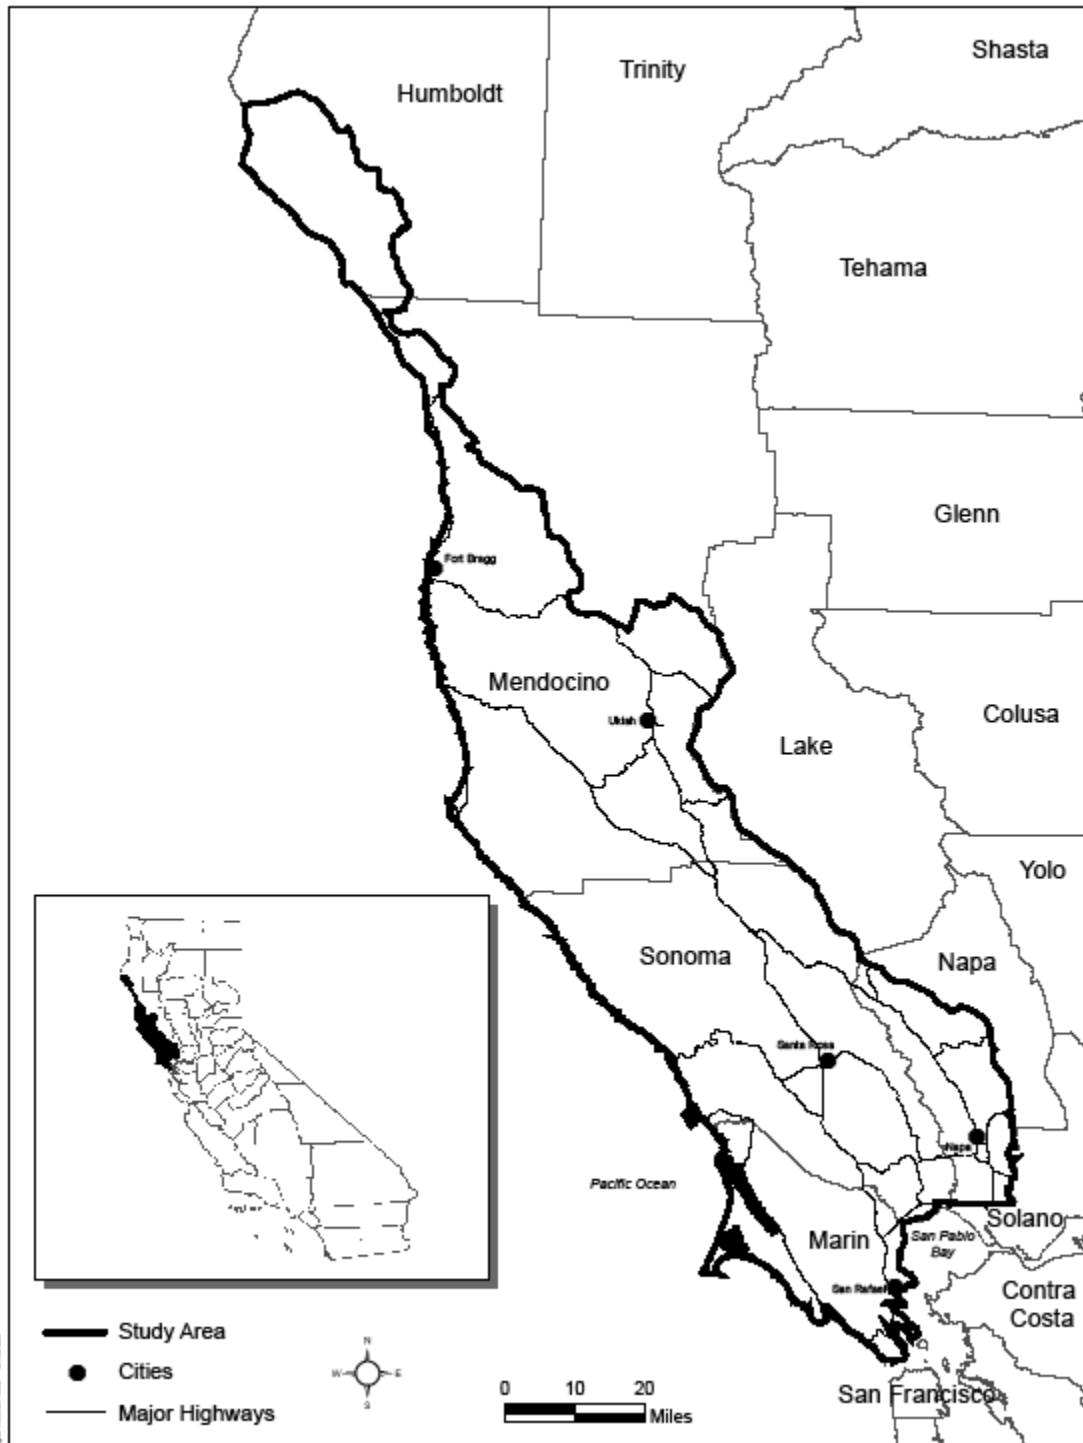 Shasta
Trinity
Humboldt
Tehama
Glenn
Fort Bragg
Mendocino
Colusa
Ukiah
Lake
Yolo
Sonoma
Napa
Santa Rosa
Napa
Pacific Ocean
Solano
Marin
San Pablo
Bay
San Rafael
Contra
Costa
Study Area
N
Cities
W
E
S
0
10
20
San Francisco
Major Highways
Miles